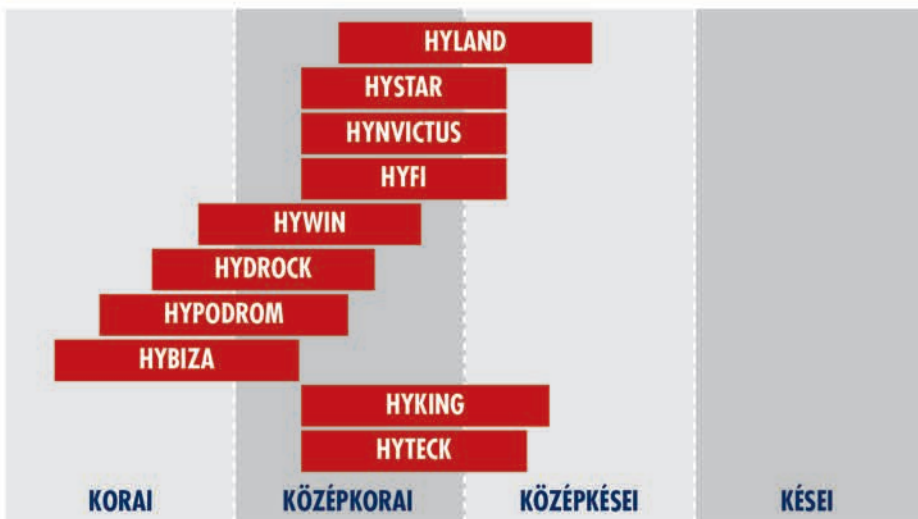 HYLAND
HYSTAR
HYNVICTUS
HYFI
HYWIN
HYDROCK
HYPODROM
HYBIZA
HYKING
HYTECK
KORAI KÖZÉPKORAI KÖZÉPKÉSEI KÉSEI